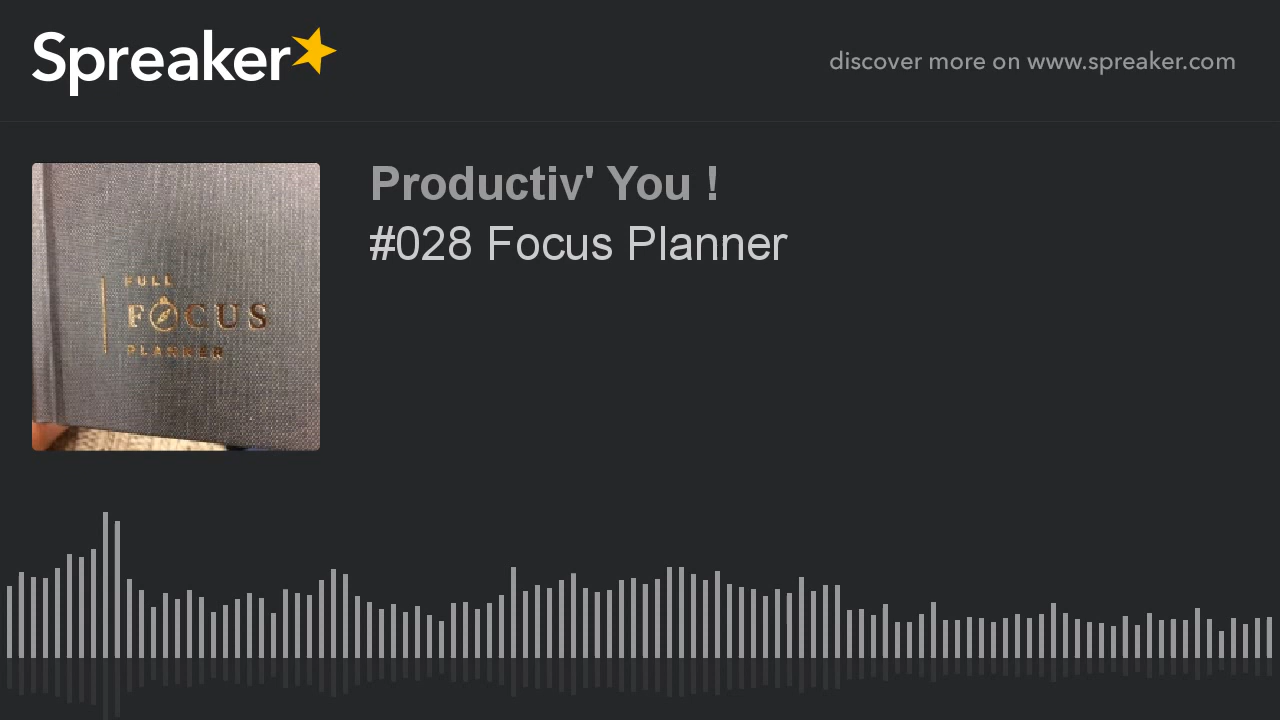 Spreaker
discover more on www.spreaker.com
Productiv' You !
#028 Focus Planner
FULL
FOCUS
PLANNER